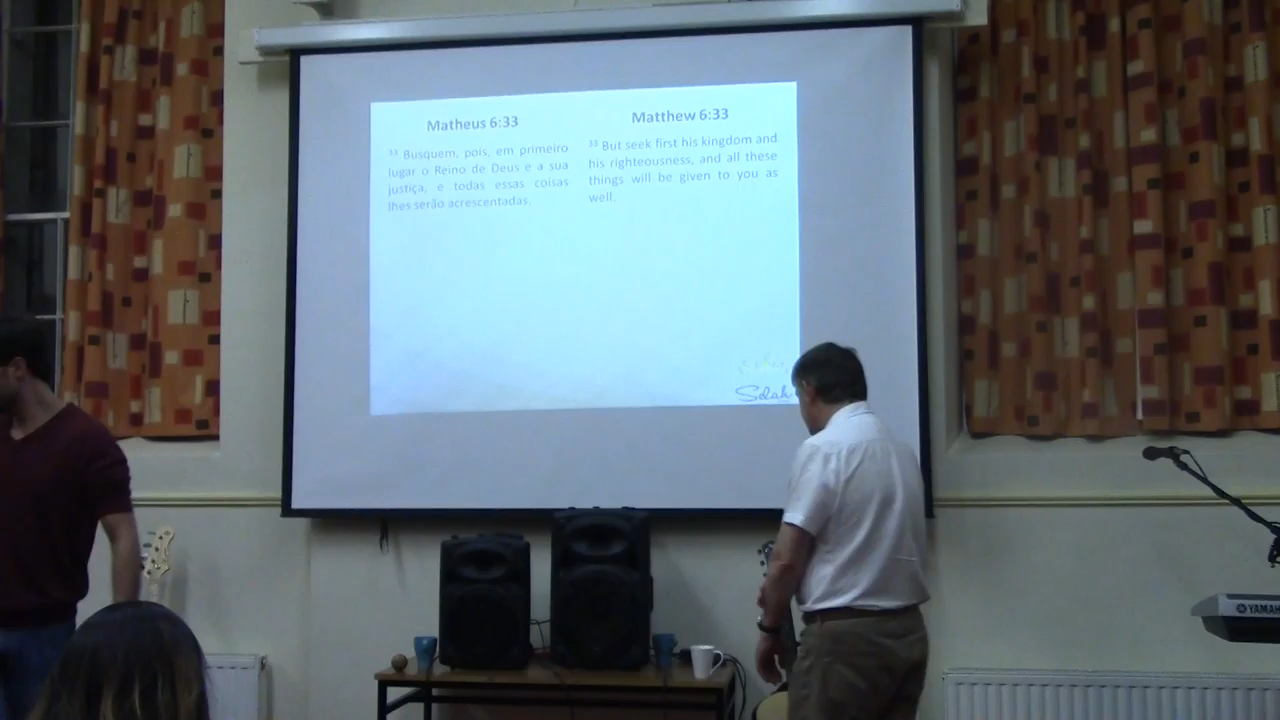 Matheus 6:33
33 Busquem, pois, em primeiro
lugar o Reino de Deus e a sua
justiça, e todas essas coisas
lhes serão acrescentadas.
Matthew 6:33
33 But seek first his kingdom and
his righteousness, and all these
things will be given to you as
well.
Selah
YAMAH